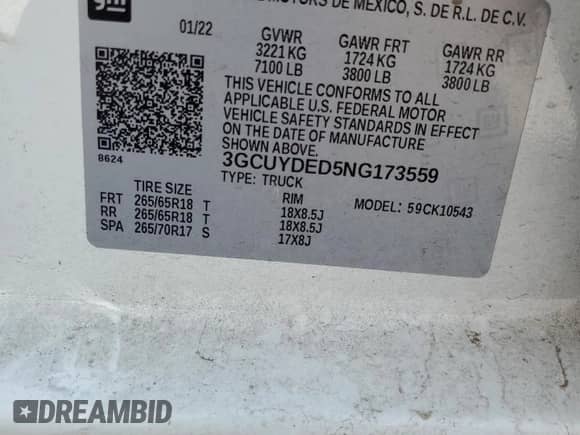 gm
MOTORS DE MEXICO, S. DE R.L. DE C.V.
01/22 GVWR GAWR FRT GAWR RR
3221 KG 1724 KG 1724 KG
7100 LB 3800 LB 3800 LB
THIS VEHICLE CONFORMS TO ALL
APPLICABLE U.S. FEDERAL MOTOR
VEHICLE SAFETY STANDARDS IN EFFECT
ON THE DATE OF MANUFACTURE
SHOWN ABOVE.
8624
3GCUYDED5NG173559
TYPE: TRUCK
TIRE SIZE RIM MODEL: 59CK10543
FRT 265/65R18 T 18X8.5J
RR 265/65R18 T 18X8.5J
SPA 265/70R17 S 17X8J
DREAMBID